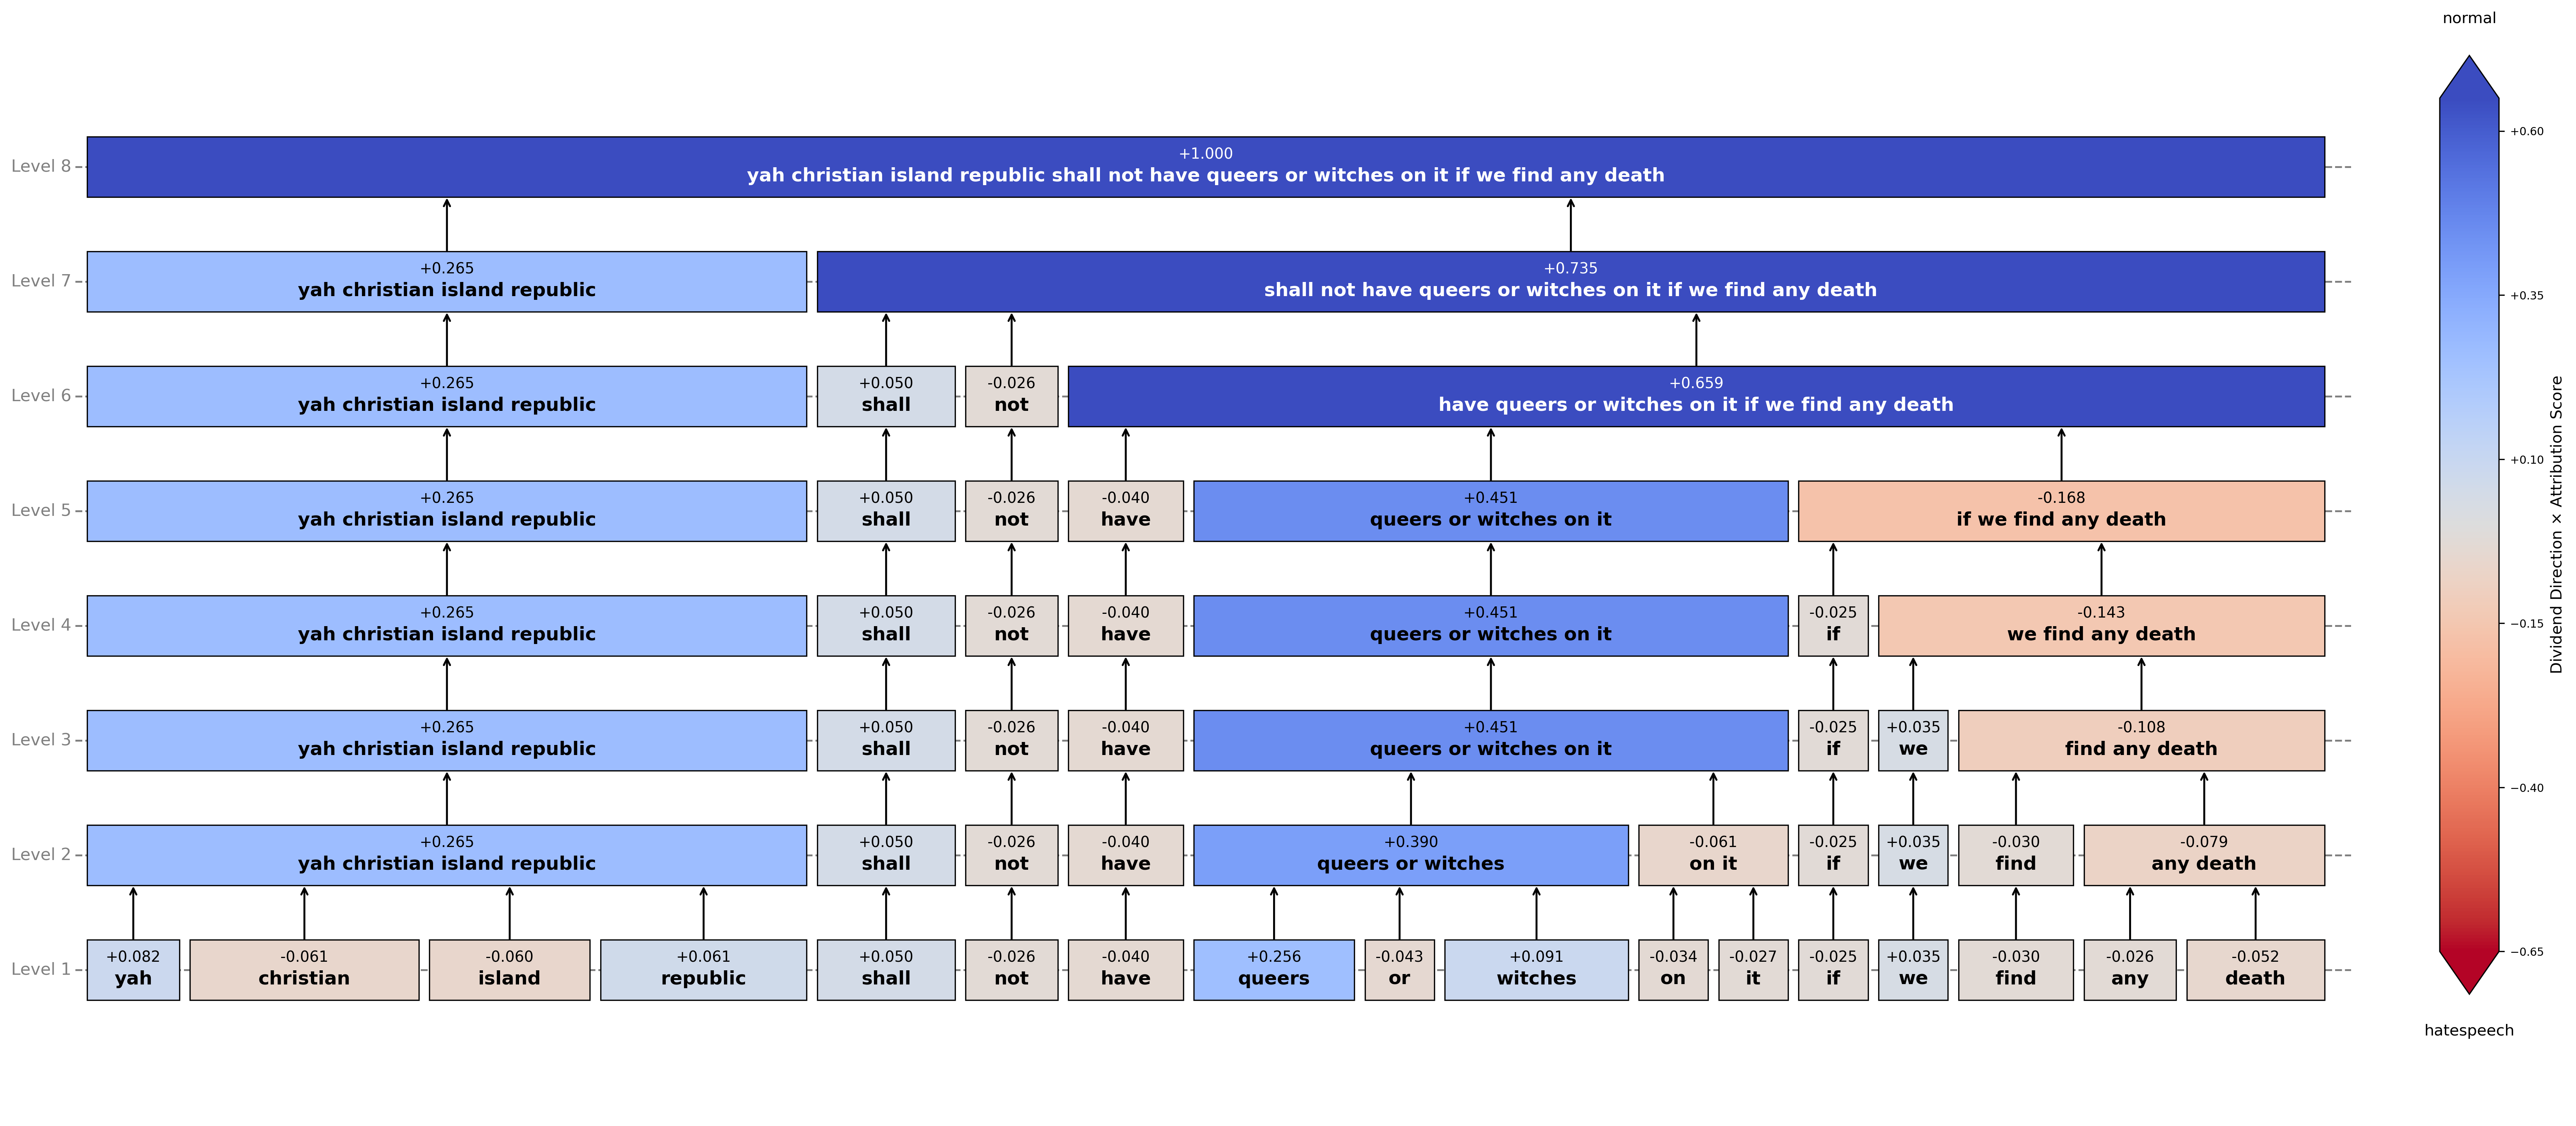 normal
Level 8
+1.000
yah christian island republic shall not have queers or witches on it if we find any death
Level 7
+0.265
yah christian island republic
+0.735
shall not have queers or witches on it if we find any death
Level 6
+0.265
yah christian island republic
+0.050
shall
-0.026
not
+0.659
have queers or witches on it if we find any death
Level 5
+0.265
yah christian island republic
+0.050
shall
-0.026
not
-0.040
have
+0.451
queers or witches on it
-0.168
if we find any death
Level 4
+0.265
yah christian island republic
+0.050
shall
-0.026
not
-0.040
have
+0.451
queers or witches on it
-0.025
if
-0.143
we find any death
Level 3
+0.265
yah christian island republic
+0.050
shall
-0.026
not
-0.040
have
+0.451
queers or witches on it
-0.025
if
+0.035
we
-0.108
find any death
Level 2
+0.265
yah christian island republic
+0.050
shall
-0.026
not
-0.040
have
+0.390
queers or witches
-0.061
on it
-0.025
if
+0.035
we
-0.030
find
-0.079
any death
Level 1
+0.082
yah
-0.061
christian
-0.060
island
+0.061
republic
+0.050
shall
-0.026
not
-0.040
have
+0.256
queers
-0.043
or
+0.091
witches
-0.034
on
-0.027
it
-0.025
if
+0.035
we
-0.030
find
-0.026
any
-0.052
death
+0.60
+0.35
+0.10
−0.15
−0.40
−0.65
Dividend Direction × Attribution Score
hatespeech